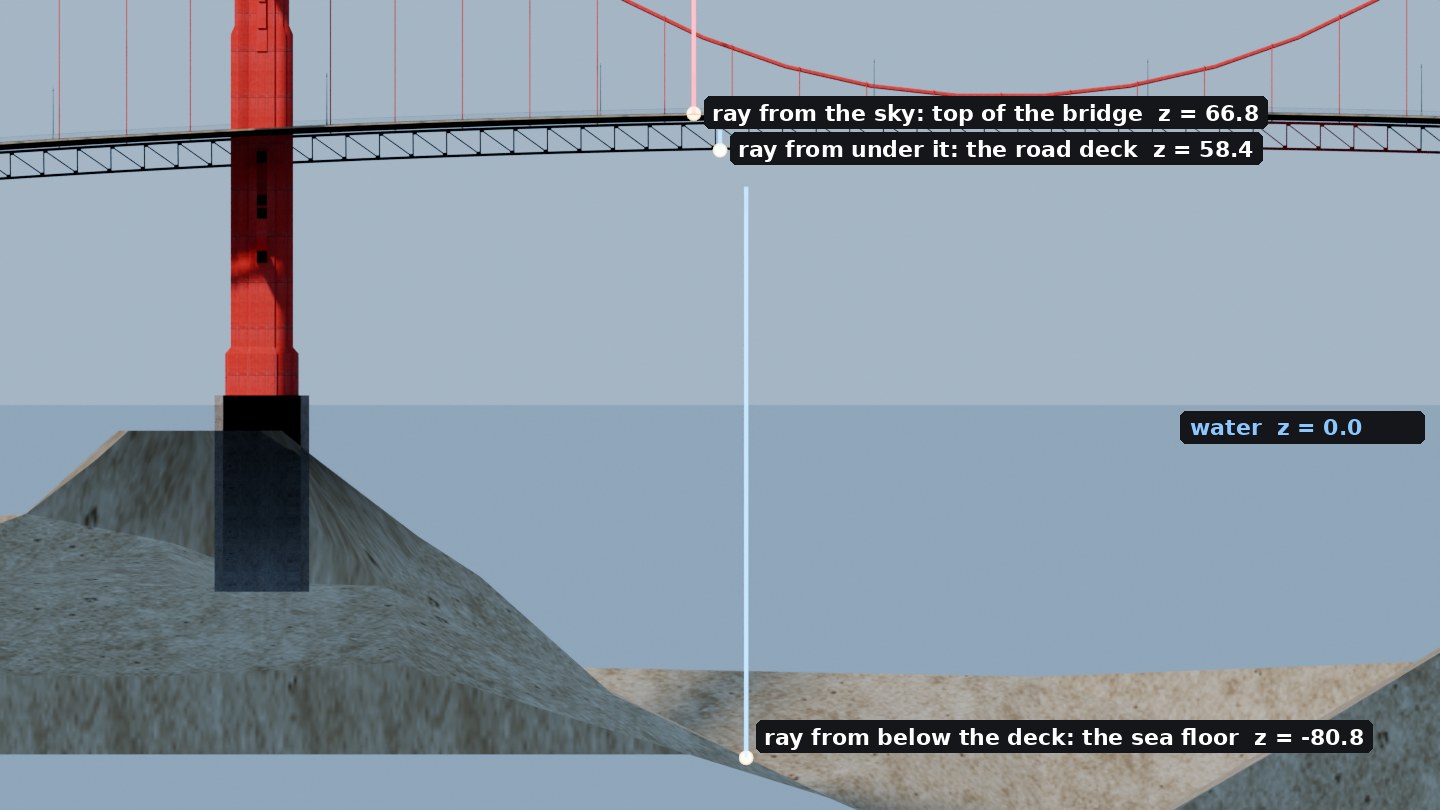 ray from the sky: top of the bridge  z = 66.8
ray from under it: the road deck  z = 58.4
water  z = 0.0
ray from below the deck: the sea floor  z = -80.8